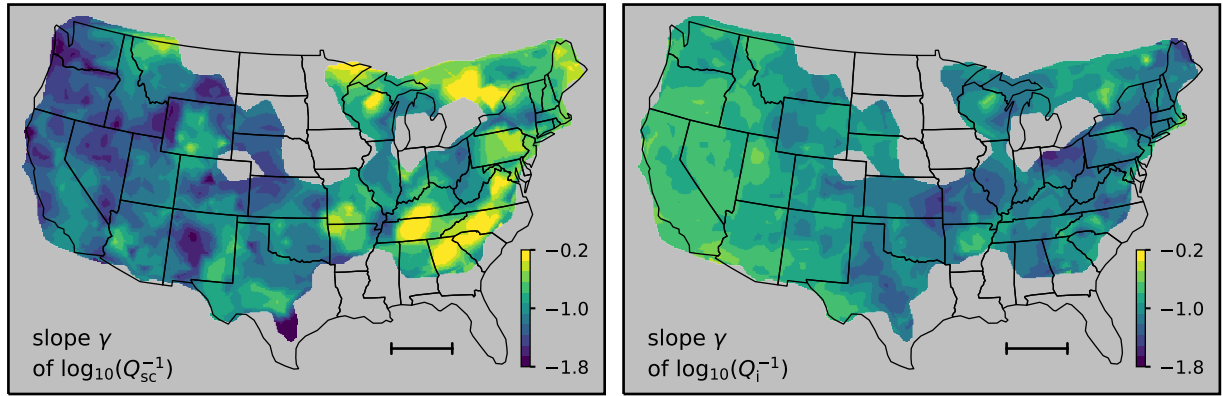 −0.2
−1.0
−1.8
slope γ
of log₁₀(Q_sc⁻¹)
−0.2
−1.0
−1.8
slope γ
of log₁₀(Q_i⁻¹)